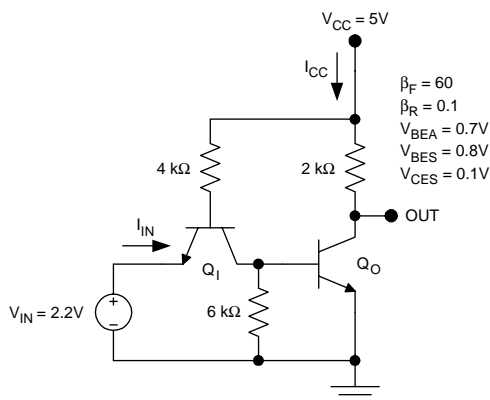 V_CC = 5V
I_CC
β_F = 60
β_R = 0.1
V_BEA = 0.7V
V_BES = 0.8V
V_CES = 0.1V
4 kΩ
2 kΩ
I_IN
OUT
Q_I
Q_O
V_IN = 2.2V
+
−
6 kΩ